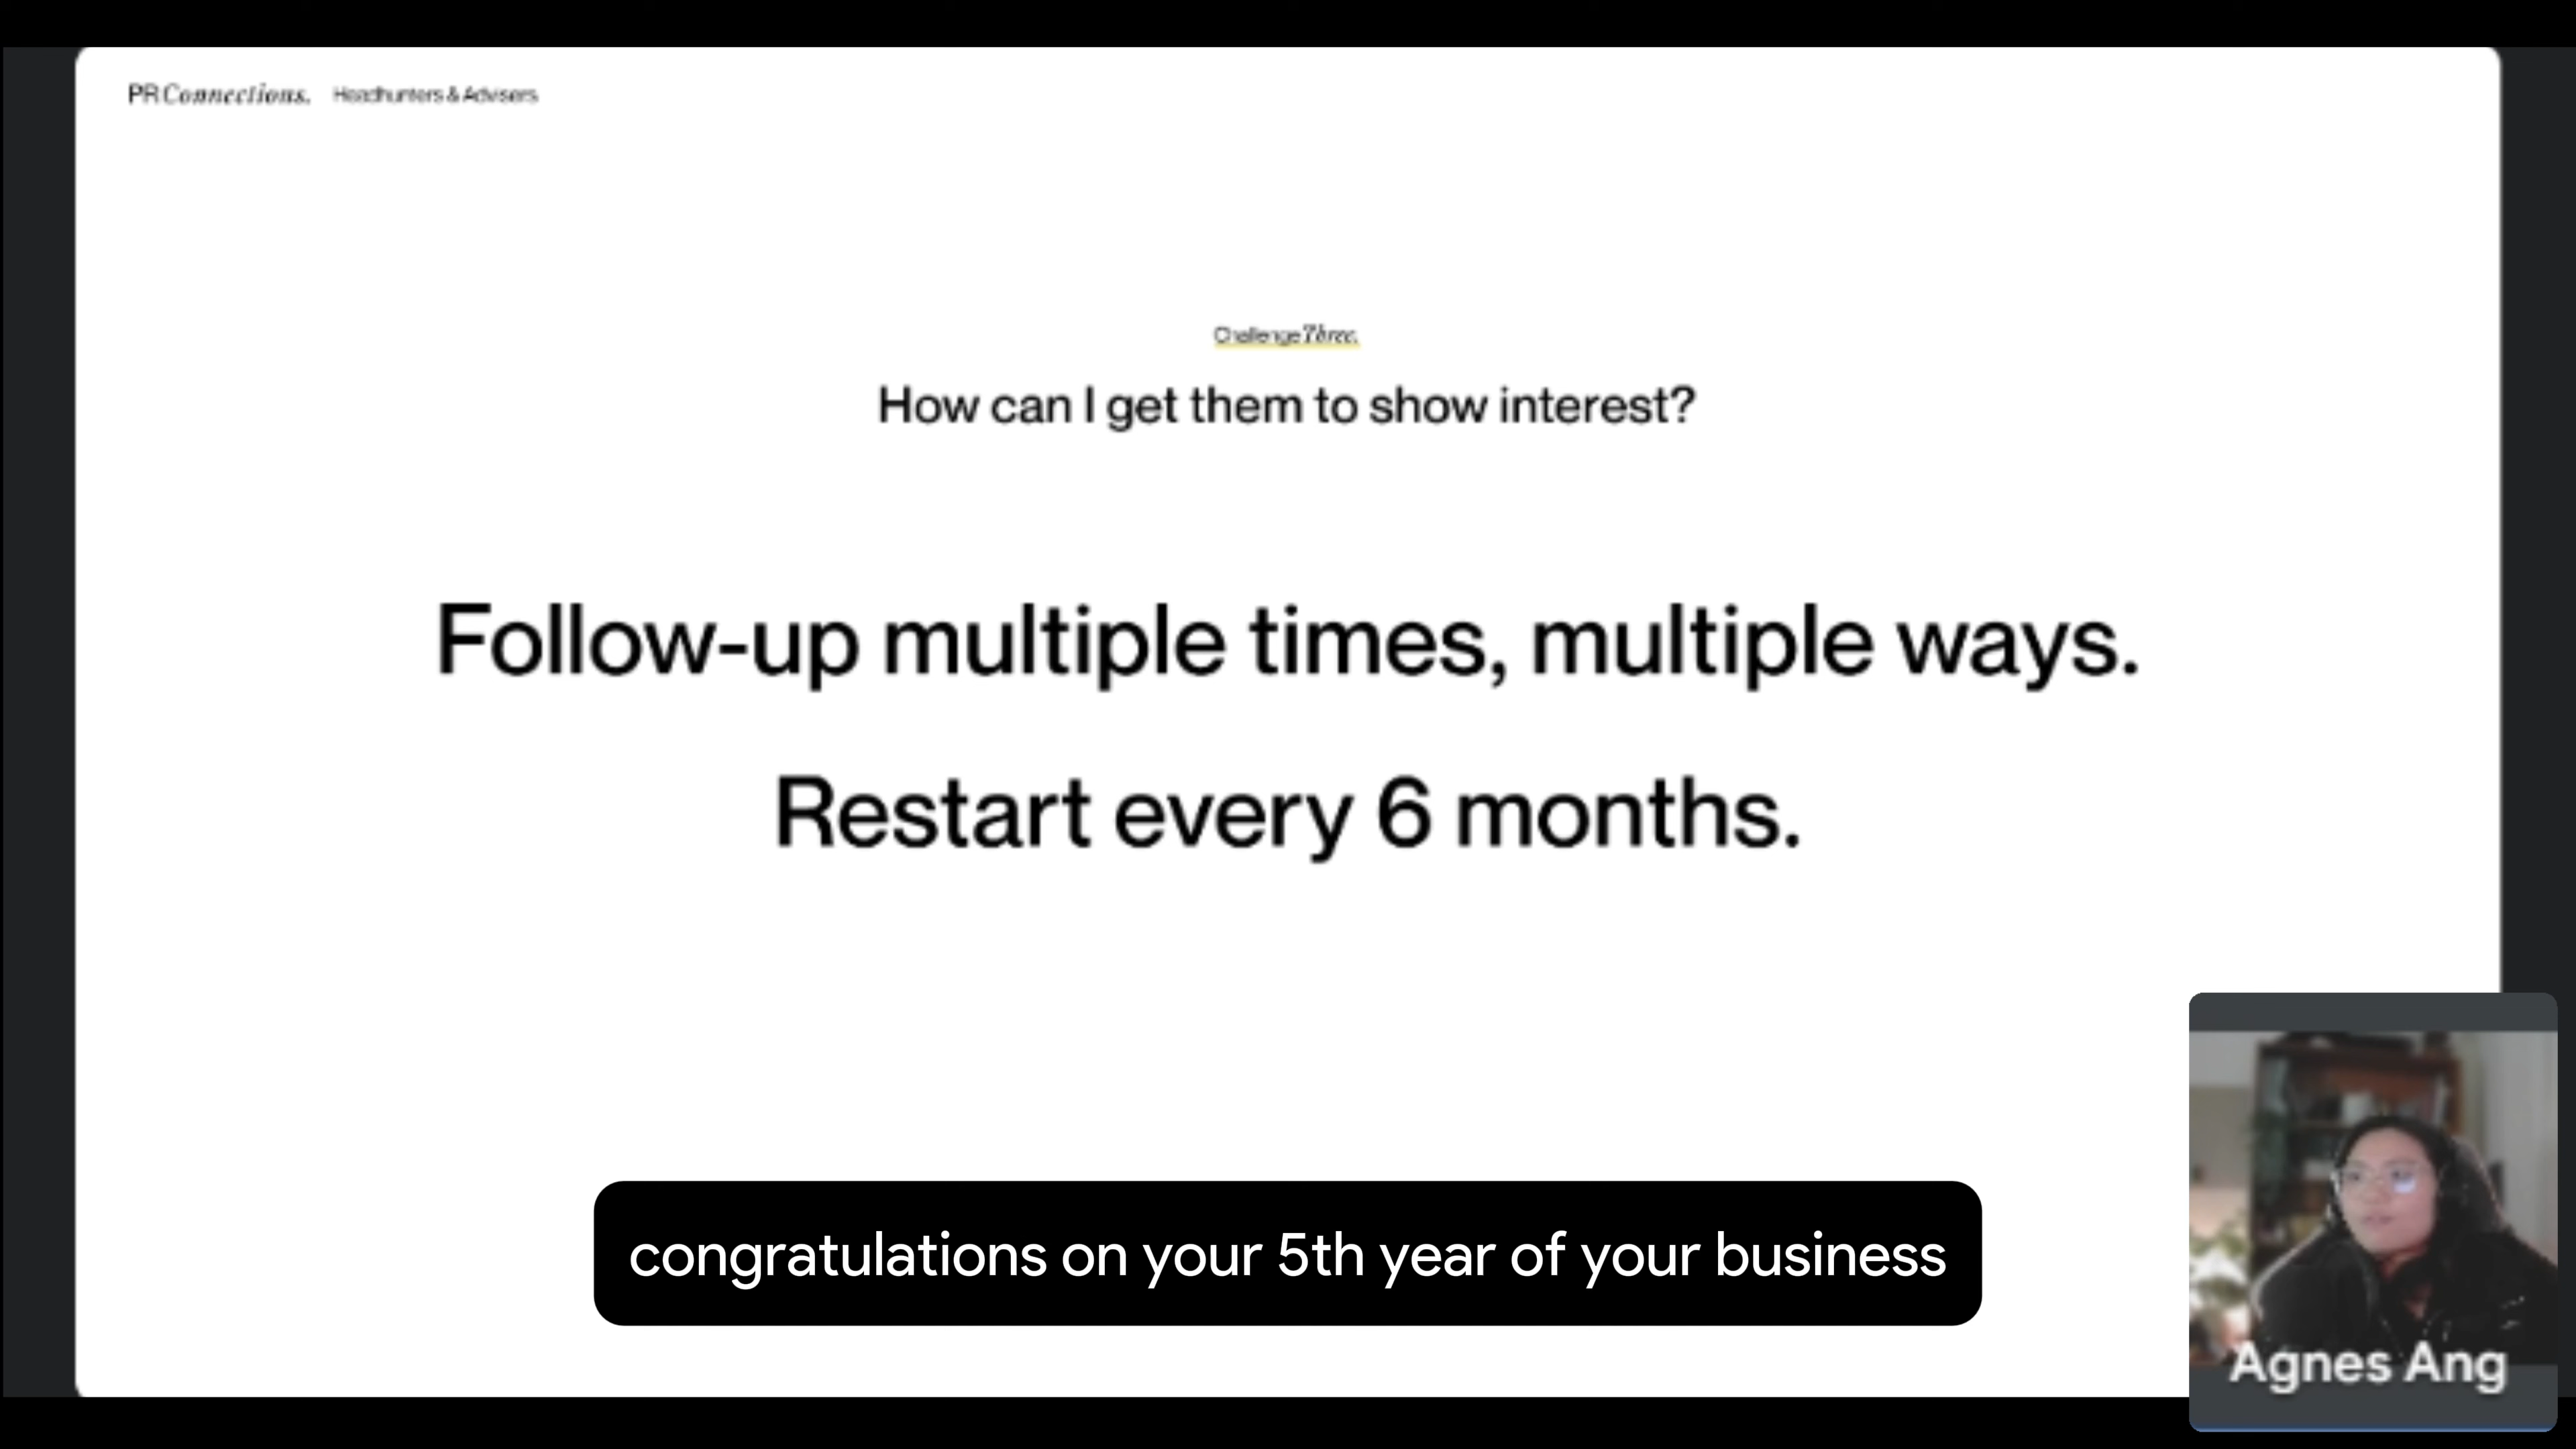 PR Connections. Headhunters & Advisers
Challenge Three.
How can I get them to show interest?
Follow-up multiple times, multiple ways.
Restart every 6 months.
congratulations on your 5th year of your business
Agnes Ang